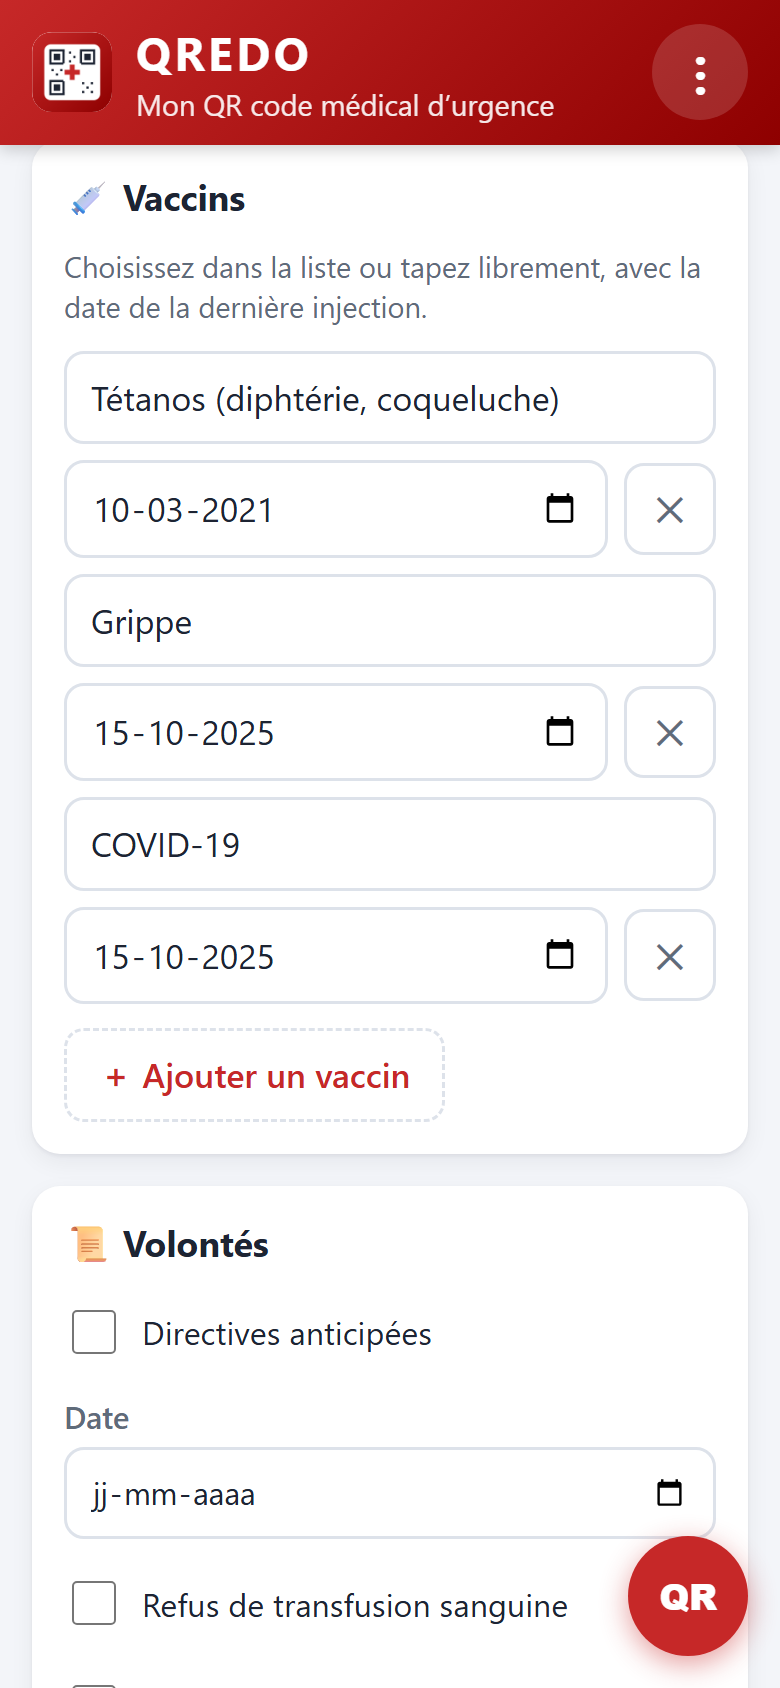 QREDO
Mon QR code médical d’urgence
Vaccins
Choisissez dans la liste ou tapez librement, avec la
date de la dernière injection.
Tétanos (diphtérie, coqueluche)
10-03-2021
Grippe
15-10-2025
COVID-19
15-10-2025
+ Ajouter un vaccin
Volontés
Directives anticipées
Date
jj-mm-aaaa
Refus de transfusion sanguine
QR